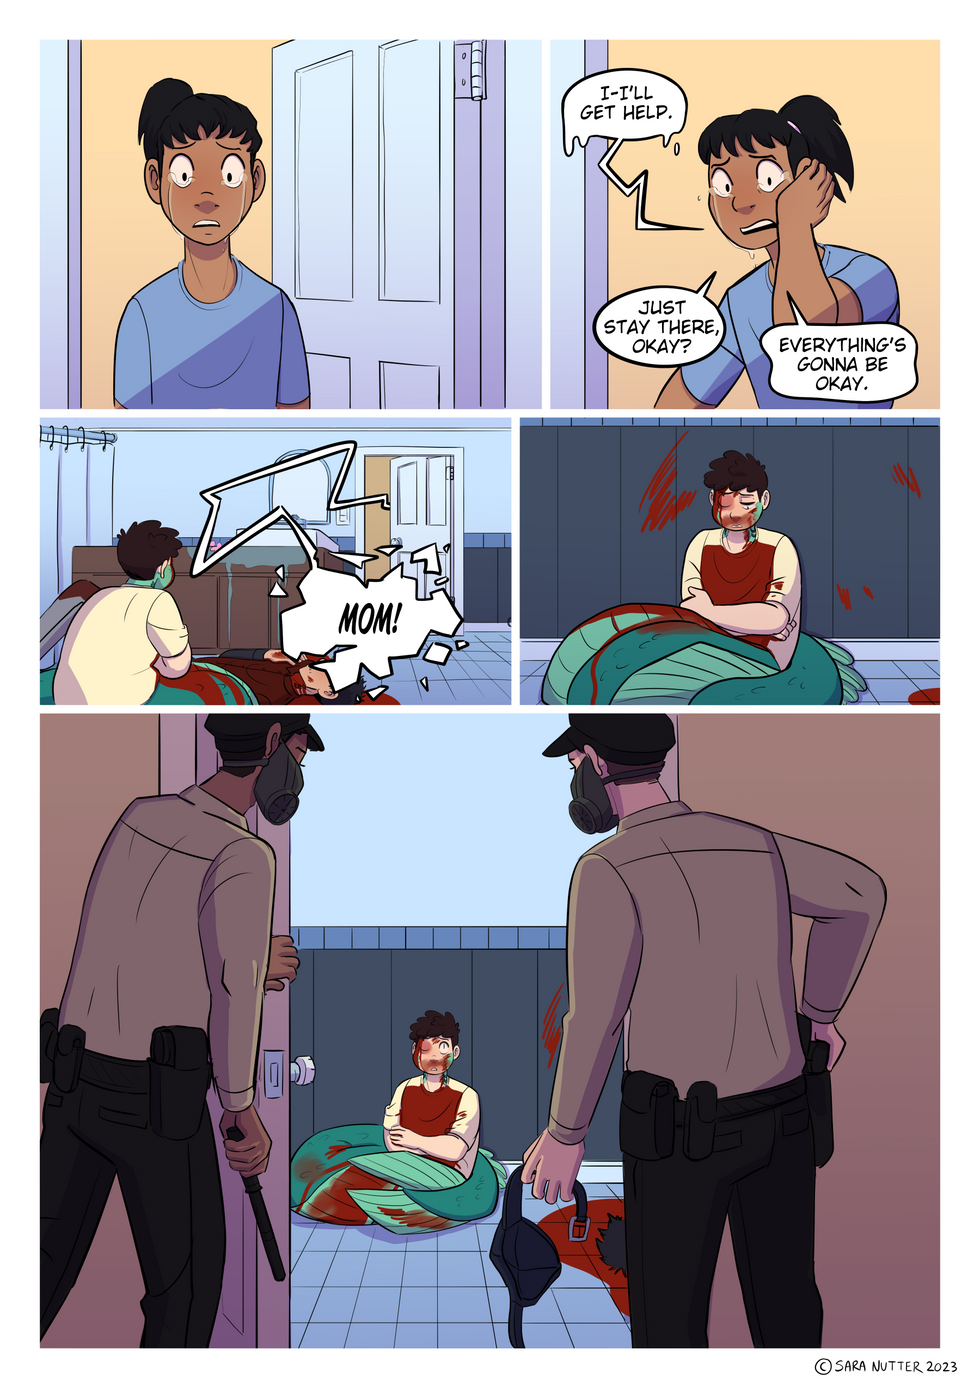 I-I'LL
GET HELP.
JUST
STAY THERE,
OKAY?
EVERYTHING'S
GONNA BE
OKAY.
MOM!
© SARA NUTTER 2023